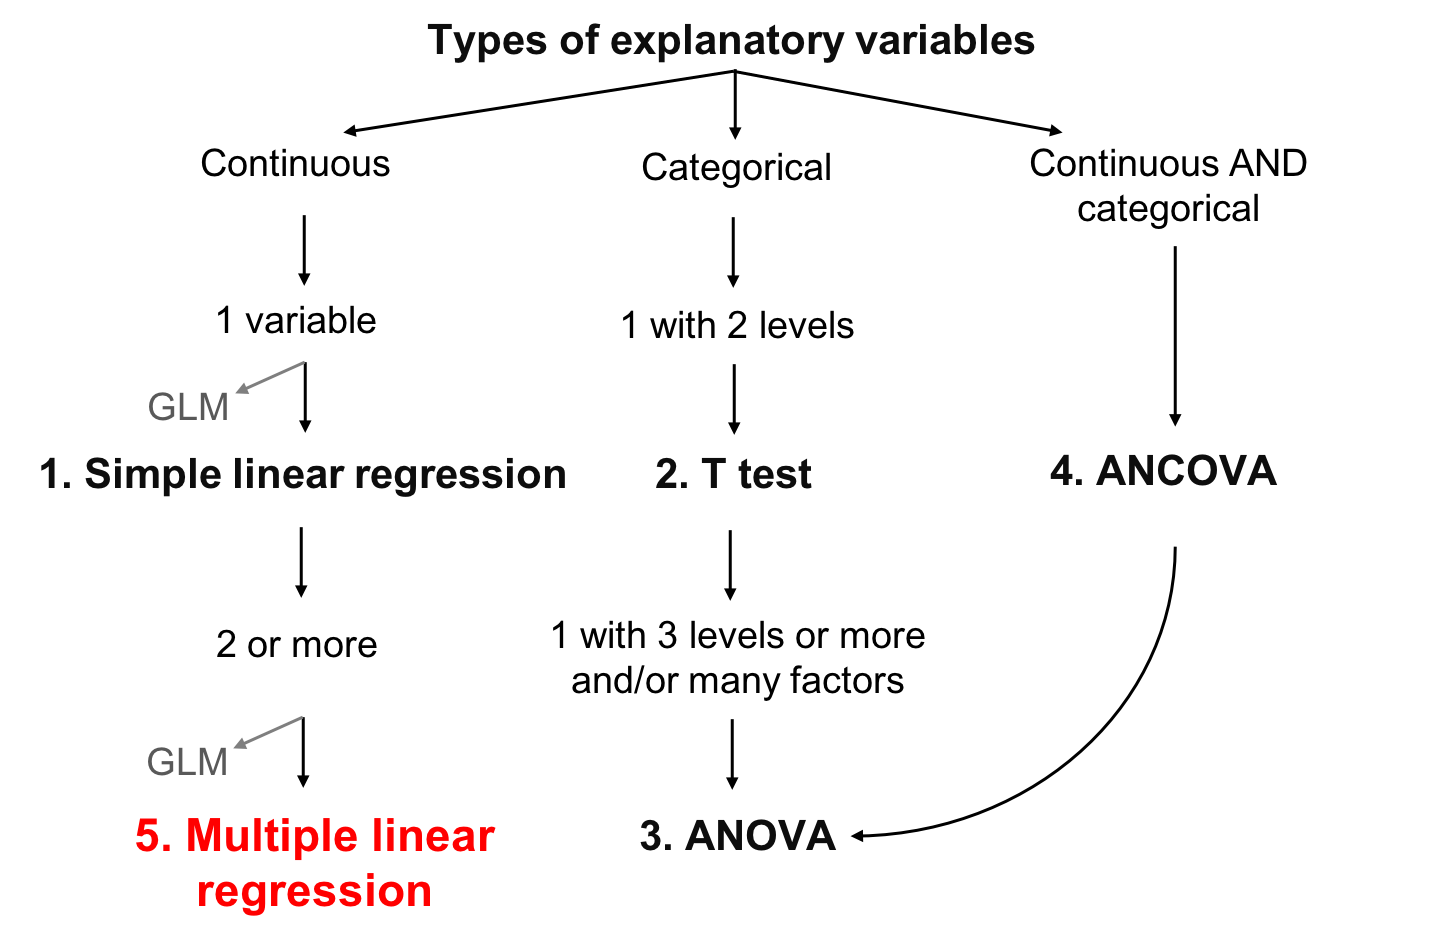 Types of explanatory variables
Continuous
Categorical
Continuous AND
categorical
1 variable
1 with 2 levels
GLM
1. Simple linear regression
2. T test
4. ANCOVA
2 or more
1 with 3 levels or more
and/or many factors
GLM
5. Multiple linear
regression
3. ANOVA